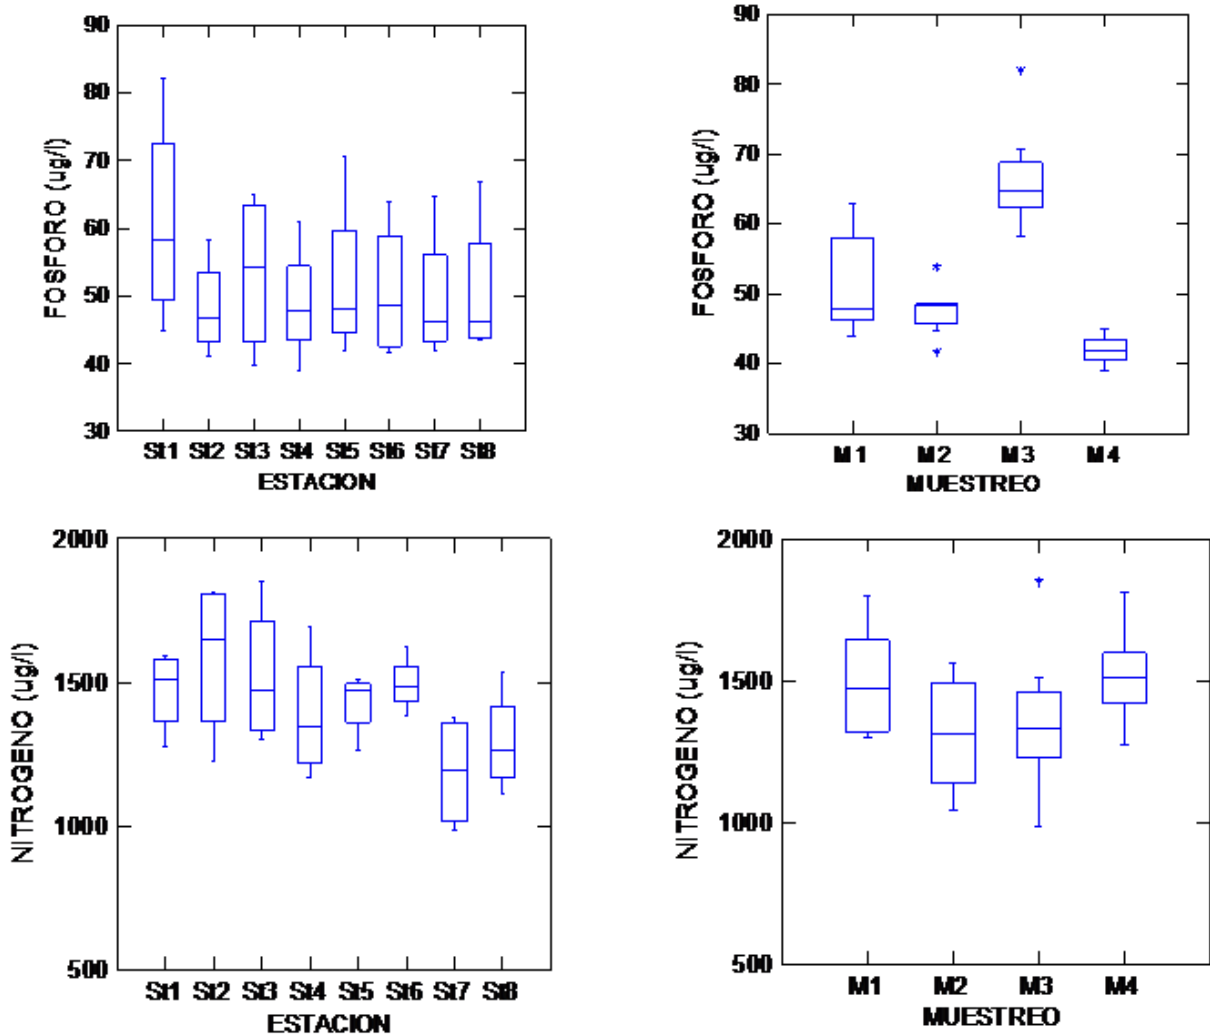 90
80
70
60
50
40
30
FOSFORO (ug/l)
St1 St2 St3 St4 St5 St6 St7 St8
ESTACION
90
80
70
60
50
40
30
FOSFORO (ug/l)
M1 M2 M3 M4
MUESTREO
2000
1500
1000
500
NITROGENO (ug/l)
St1 St2 St3 St4 St5 St6 St7 St8
ESTACION
2000
1500
1000
500
NITROGENO (ug/l)
M1 M2 M3 M4
MUESTREO